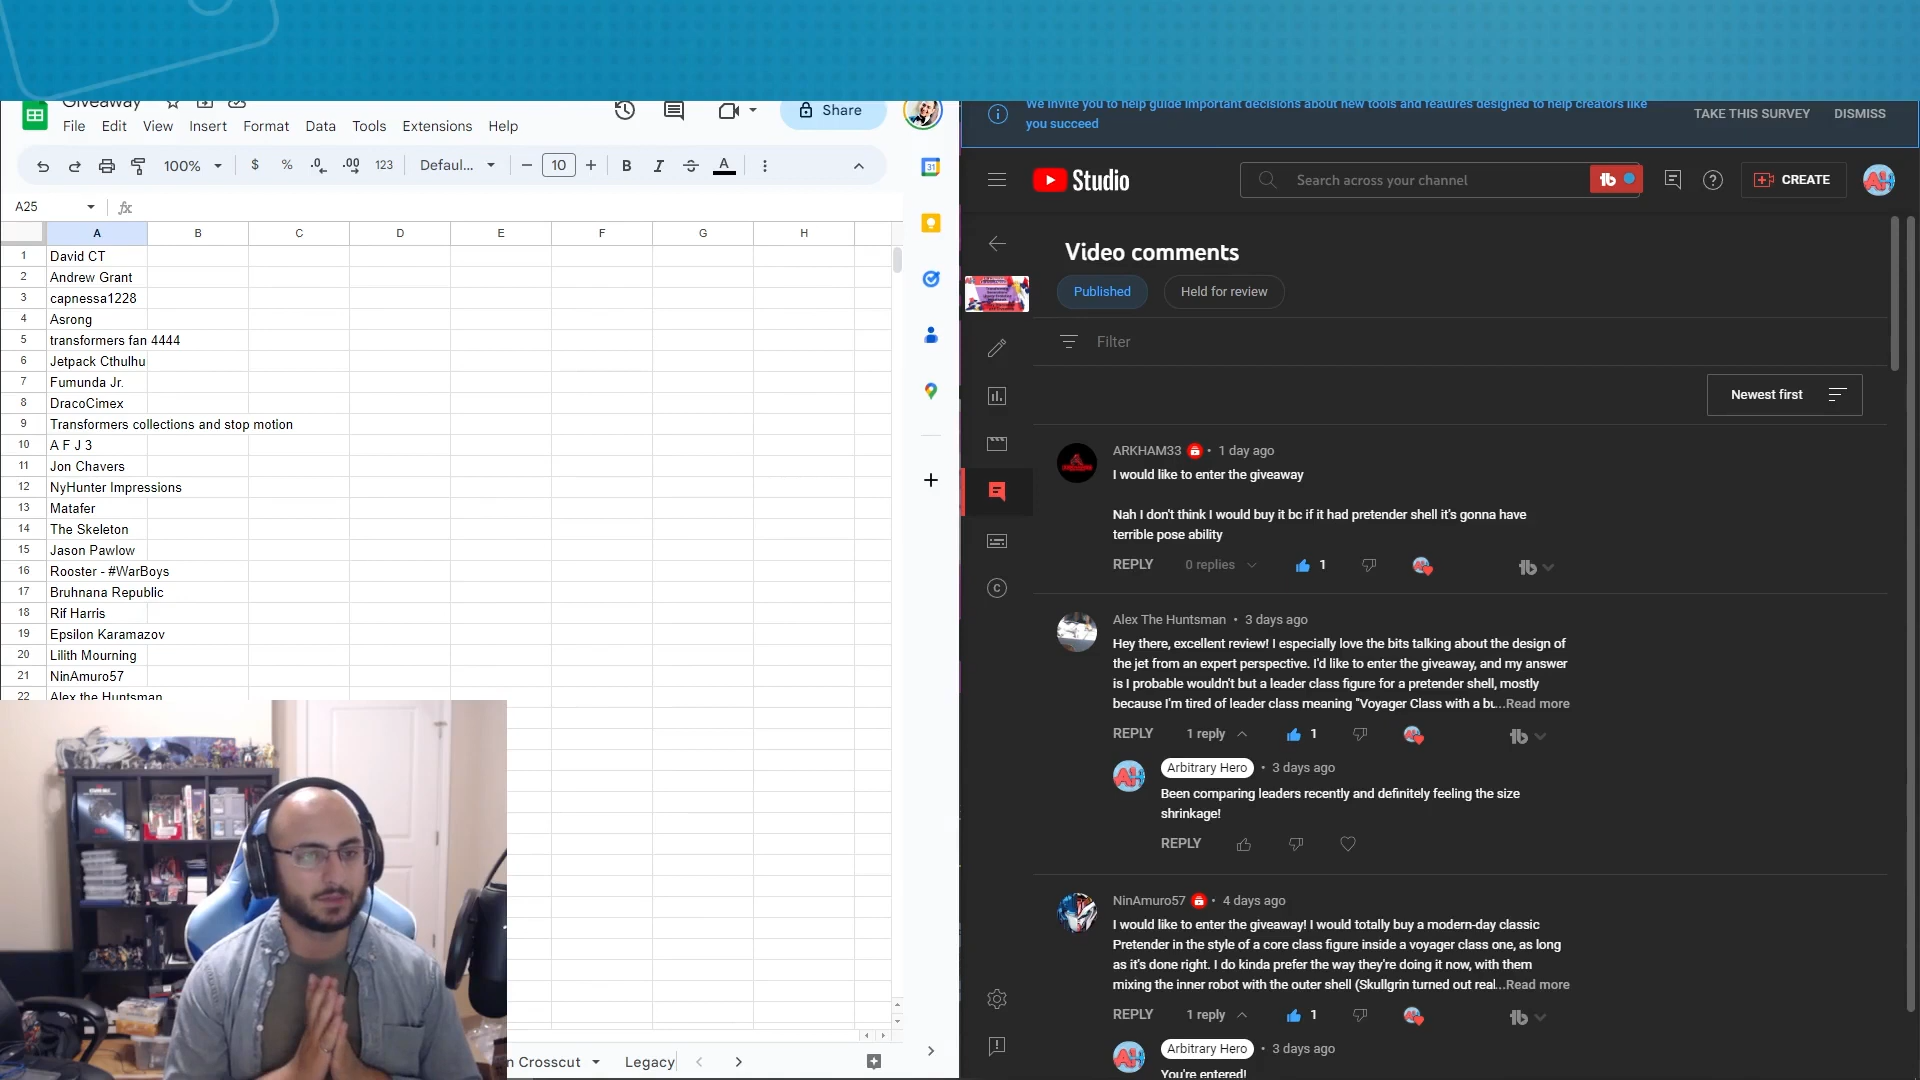 Giveaway
File Edit View Insert Format Data Tools Extensions Help
Share
100% $ % .0 .00 123 Defaul... 10 B I A
A25 fx
A B C D E F G H
1 David CT
2 Andrew Grant
3 capnessa1228
4 Asrong
5 transformers fan 4444
6 Jetpack Cthulhu
7 Fumunda Jr.
8 DracoCimex
9 Transformers collections and stop motion
10 A F J 3
11 Jon Chavers
12 NyHunter Impressions
13 Matafer
14 The Skeleton
15 Jason Pawlow
16 Rooster - #WarBoys
17 Bruhnana Republic
18 Rif Harris
19 Epsilon Karamazov
20 Lilith Mourning
21 NinAmuro57
22 Alex the Huntsman
n Crosscut Legacy
31
We invite you to help guide important decisions about new tools and features designed to help creators like
you succeed
TAKE THIS SURVEY DISMISS
Studio
Search across your channel
tb
CREATE
AH
Video comments
Published Held for review
Filter
Newest first
ARKHAM33 • 1 day ago
I would like to enter the giveaway
Nah I don't think I would buy it bc if it had pretender shell it's gonna have
terrible pose ability
REPLY 0 replies 1 tb
Alex The Huntsman • 3 days ago
Hey there, excellent review! I especially love the bits talking about the design of
the jet from an expert perspective. I'd like to enter the giveaway, and my answer
is I probable wouldn't but a leader class figure for a pretender shell, mostly
because I'm tired of leader class meaning "Voyager Class with a bu...Read more
REPLY 1 reply 1 tb
AH Arbitrary Hero • 3 days ago
Been comparing leaders recently and definitely feeling the size
shrinkage!
REPLY
NinAmuro57 • 4 days ago
I would like to enter the giveaway! I would totally buy a modern-day classic
Pretender in the style of a core class figure inside a voyager class one, as long
as it's done right. I do kinda prefer the way they're doing it now, with them
mixing the inner robot with the outer shell (Skullgrin turned out real...Read more
REPLY 1 reply 1 tb
AH Arbitrary Hero • 3 days ago
You're entered!